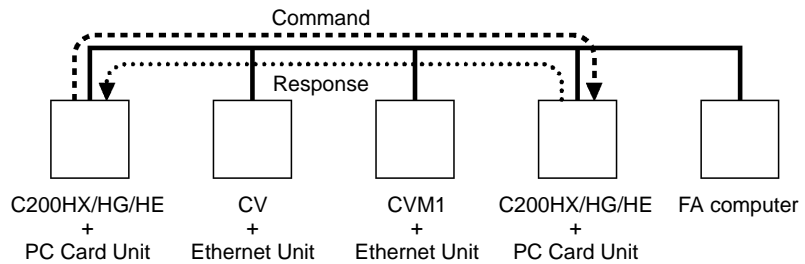 Command
Response
C200HX/HG/HE
+
PC Card Unit
CV
+
Ethernet Unit
CVM1
+
Ethernet Unit
C200HX/HG/HE
+
PC Card Unit
FA computer